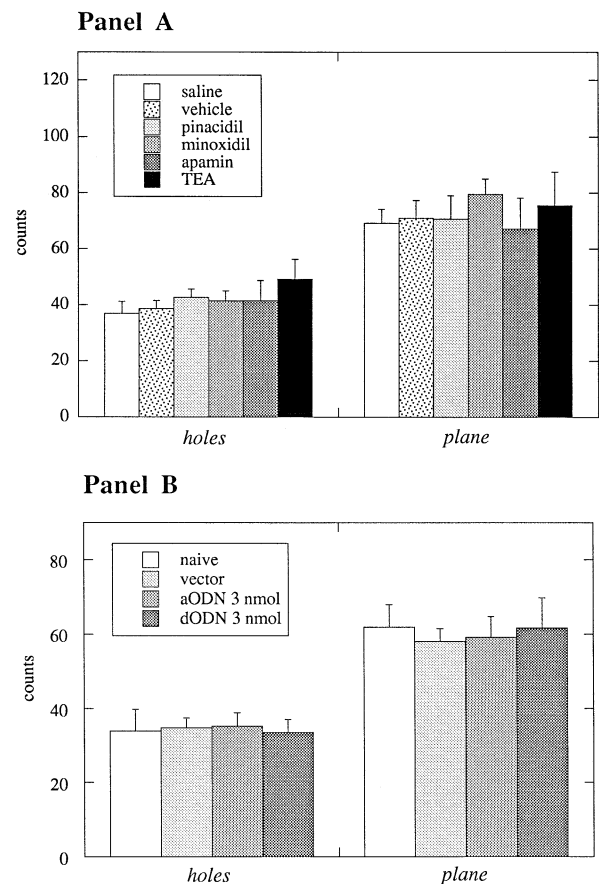 Panel A
120
100
80
60
40
20
0
counts
saline
vehicle
pinacidil
minoxidil
apamin
TEA
holes plane
Panel B
80
60
40
20
0
counts
naive
vector
aODN 3 nmol
dODN 3 nmol
holes plane